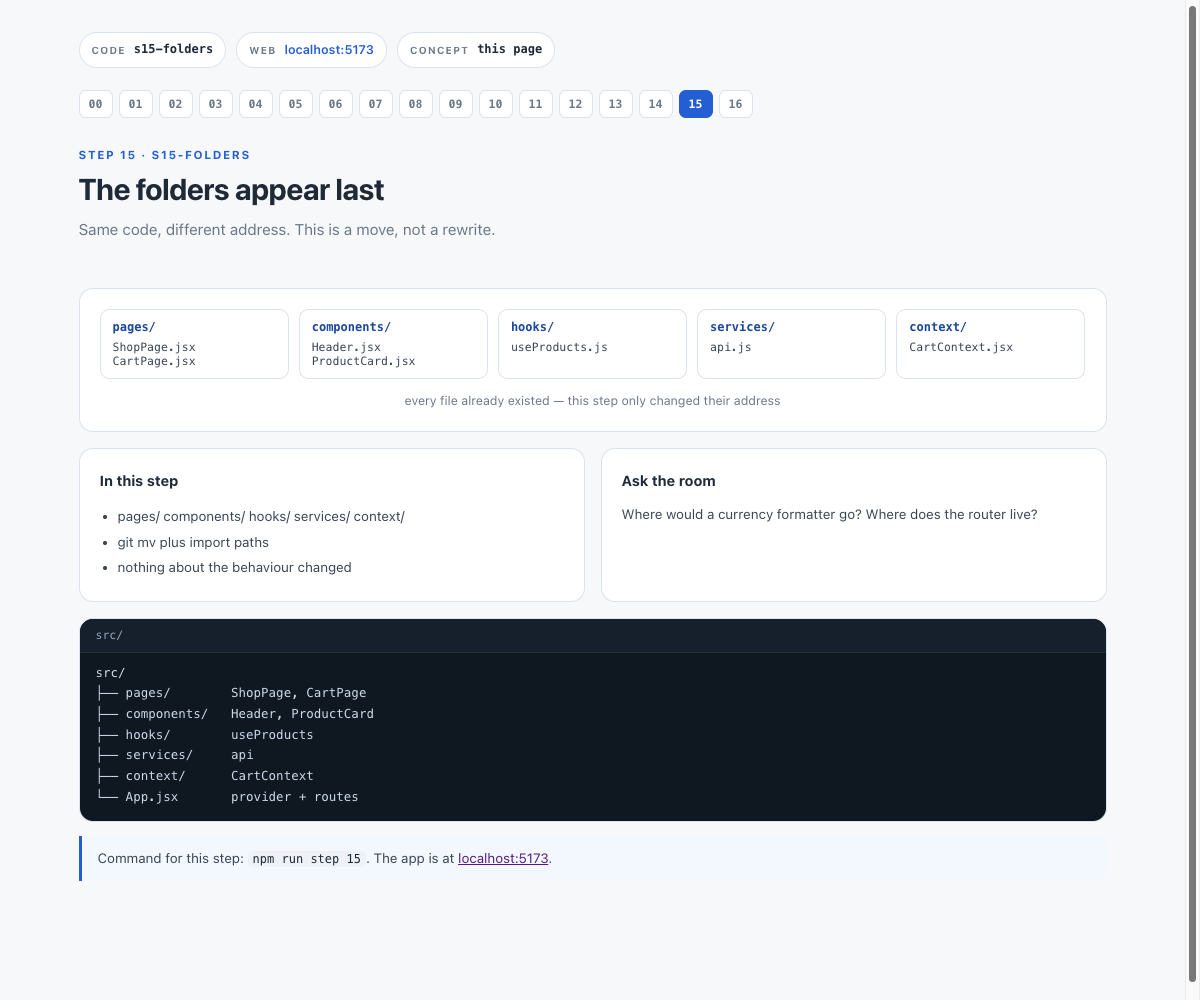 CODE s15-folders WEB localhost:5173 CONCEPT this page
00 01 02 03 04 05 06 07 08 09 10 11 12 13 14 15 16
STEP 15 · S15-FOLDERS
The folders appear last
Same code, different address. This is a move, not a rewrite.
pages/
ShopPage.jsx
CartPage.jsx
components/
Header.jsx
ProductCard.jsx
hooks/
useProducts.js
services/
api.js
context/
CartContext.jsx
every file already existed — this step only changed their address
In this step
• pages/ components/ hooks/ services/ context/
• git mv plus import paths
• nothing about the behaviour changed
Ask the room
Where would a currency formatter go? Where does the router live?
src/
src/
├── pages/ ShopPage, CartPage
├── components/ Header, ProductCard
├── hooks/ useProducts
├── services/ api
├── context/ CartContext
└── App.jsx provider + routes
Command for this step: npm run step 15. The app is at localhost:5173.